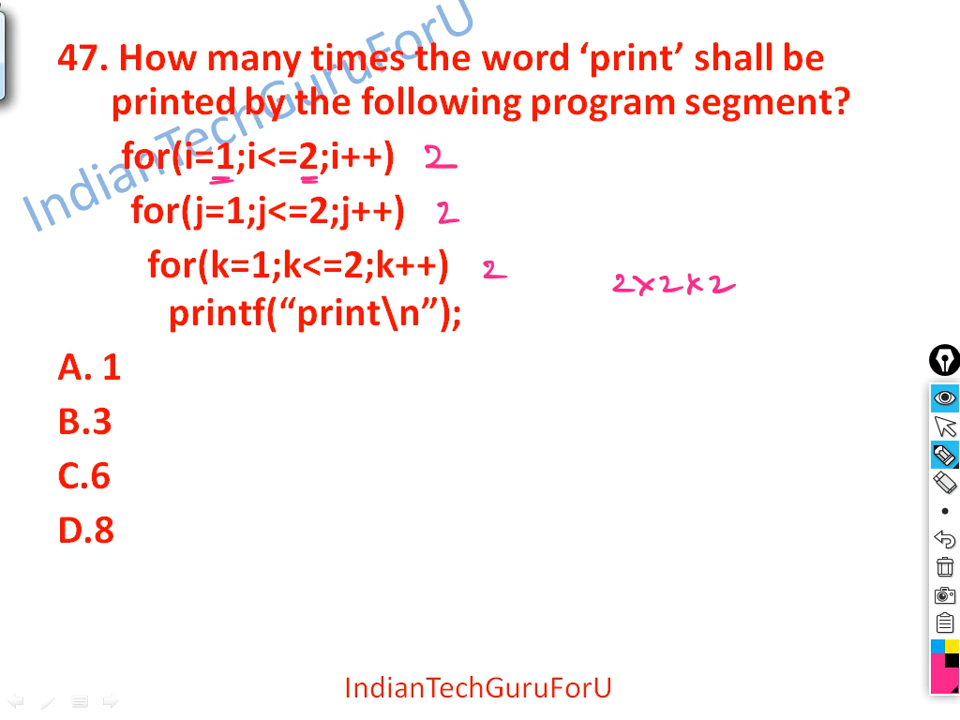 IndianTechGuruForU
47. How many times the word ‘print’ shall be
printed by the following program segment?
for(i=1;i<=2;i++) 2
for(j=1;j<=2;j++) 2
for(k=1;k<=2;k++) 2
2x2x2
printf(“print\n”);
A. 1
B.3
C.6
D.8
IndianTechGuruForU